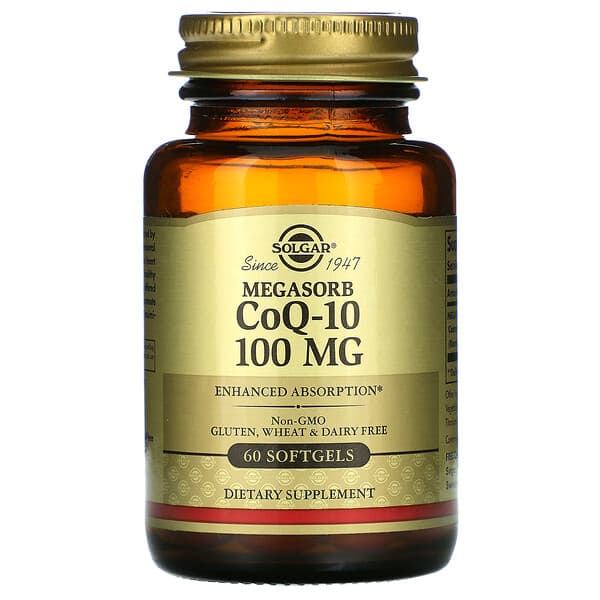 SOLGAR®
Since 1947
MEGASORB
CoQ-10
100 MG
ENHANCED ABSORPTION*
Non-GMO
GLUTEN, WHEAT & DAIRY FREE
60 SOFTGELS
DIETARY SUPPLEMENT